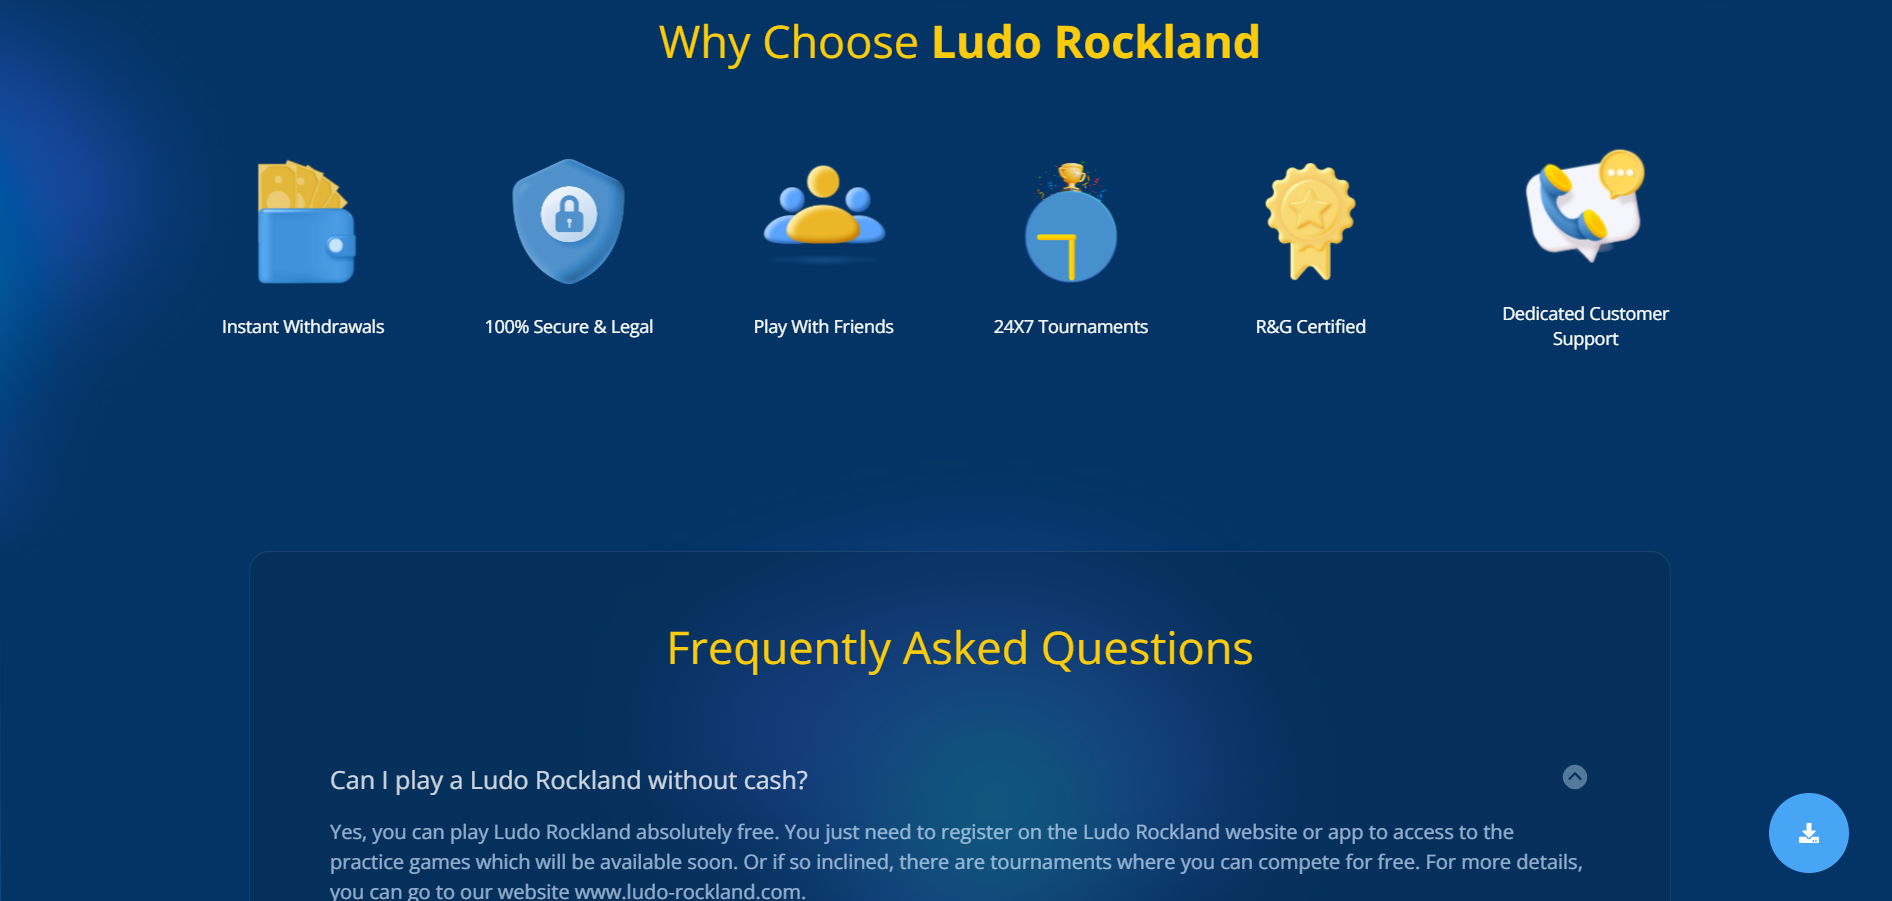 Why Choose Ludo Rockland
Instant Withdrawals
100% Secure & Legal
Play With Friends
24X7 Tournaments
R&G Certified
Dedicated Customer
Support
Frequently Asked Questions
Can I play a Ludo Rockland without cash?
Yes, you can play Ludo Rockland absolutely free. You just need to register on the Ludo Rockland website or app to access to the
practice games which will be available soon. Or if so inclined, there are tournaments where you can compete for free. For more details,
you can go to our website www.ludo-rockland.com.